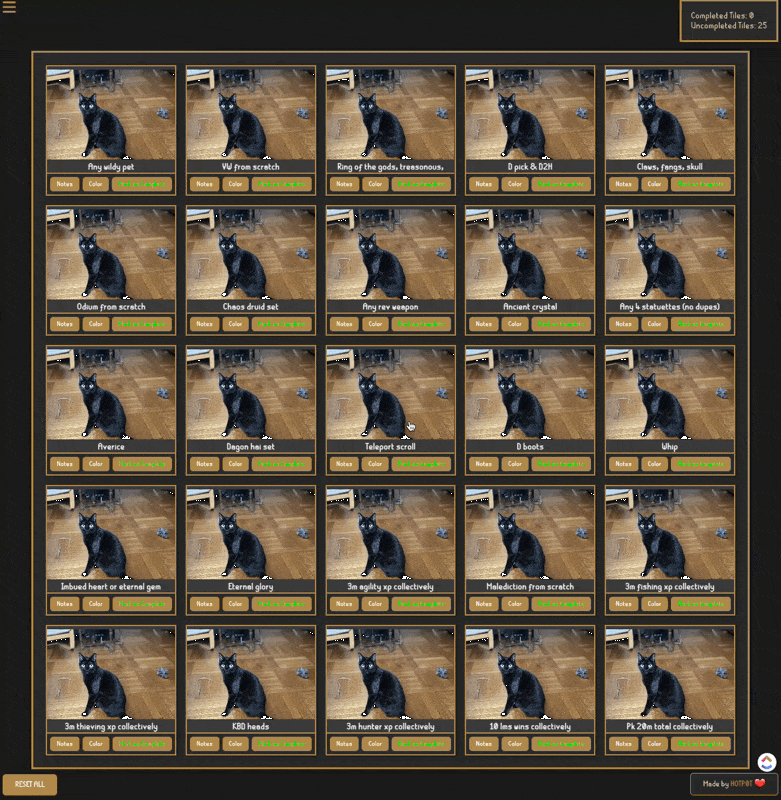 Completed Tiles: 0
Uncompleted Tiles: 25
Any wildy pet
VW from scratch
Ring of the gods, treasonous,
D pick & D2H
Claws, fangs, skull
Notes Color
Notes Color
Notes Color
Notes Color
Notes Color
Odium from scratch
Chaos druid set
Any rev weapon
Ancient crystal
Any 4 statuettes (no dupes)
Notes Color
Notes Color
Notes Color
Notes Color
Notes Color
Averice
Dagon hai set
Teleport scroll
D boots
Whip
Notes Color
Notes Color
Notes Color
Notes Color
Notes Color
Imbued heart or eternal gem
Eternal glory
3m agility xp collectively
Malediction from scratch
3m fishing xp collectively
Notes Color
Notes Color
Notes Color
Notes Color
Notes Color
3m thieving xp collectively
KBD heads
3m hunter xp collectively
10 lms wins collectively
Pk 20m total collectively
Notes Color
Notes Color
Notes Color
Notes Color
Notes Color
RESET ALL
Made by HOTPOT